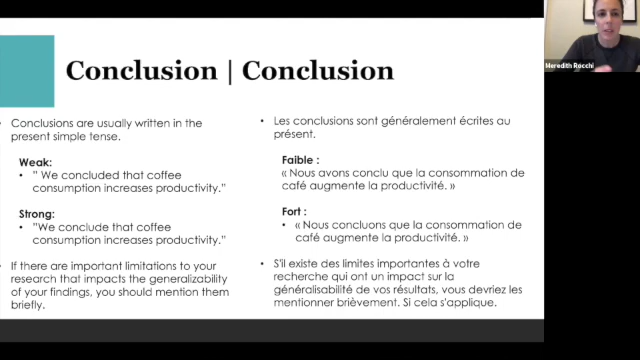 Conclusion | Conclusion
• Conclusions are usually written in the
present simple tense.
Weak:
• " We concluded that coffee
consumption increases productivity."
Strong:
• "We conclude that coffee
consumption increases productivity."
• If there are important limitations to your
research that impacts the generalizability
of your findings, you should mention them
briefly.
• Les conclusions sont généralement écrites au
présent.
Faible :
« Nous avons conclu que la consommation de
café augmente la productivité. »
Fort :
• « Nous concluons que la consommation de
café augmente la productivité. »
• S'il existe des limites importantes à votre
recherche qui ont un impact sur la
généralisabilité de vos résultats, vous devriez les
mentionner brièvement. Si cela s'applique.
Meredith Rocchi